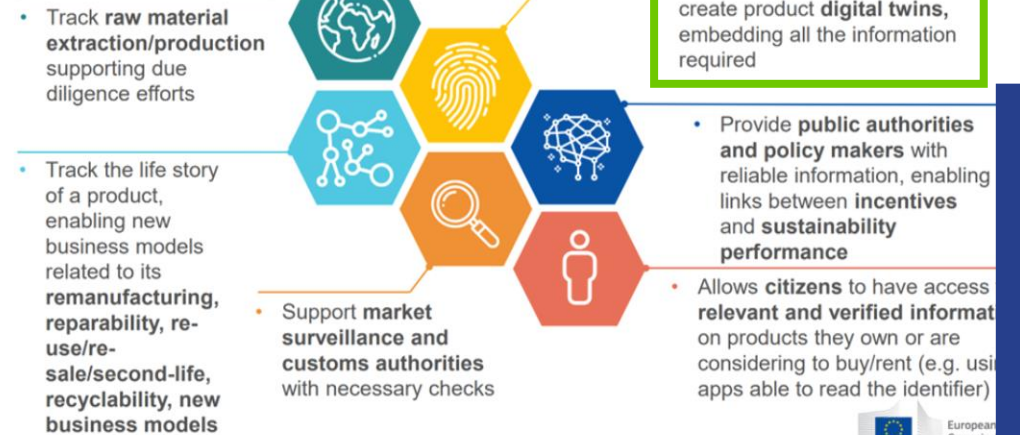 • Track raw material
extraction/production
supporting due
diligence efforts
create product digital twins,
embedding all the information
required
• Provide public authorities
and policy makers with
reliable information, enabling
links between incentives
and sustainability
performance
• Track the life story
of a product,
enabling new
business models
related to its
remanufacturing,
reparability, re-
use/re-
sale/second-life,
recyclability, new
business models
• Support market
surveillance and
customs authorities
with necessary checks
• Allows citizens to have access
relevant and verified informat
on products they own or are
considering to buy/rent (e.g. usi
apps able to read the identifier)
European